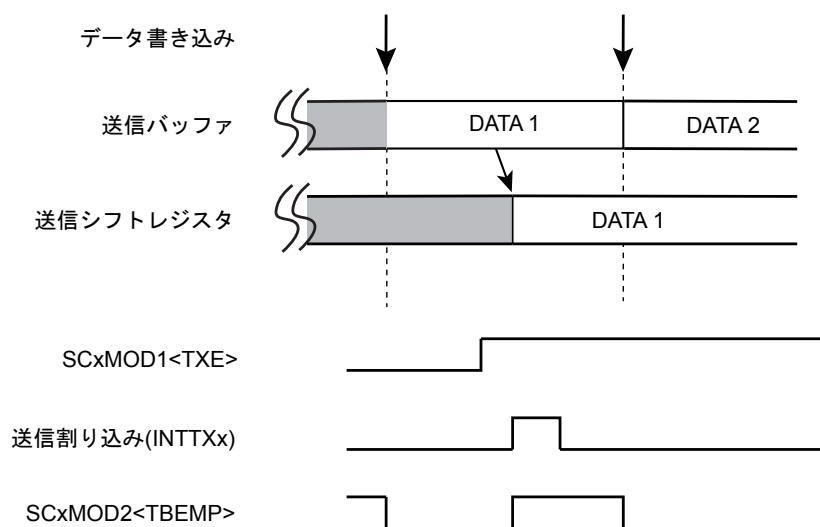 データ書き込み
送信バッファ
DATA 1
DATA 2
送信シフトレジスタ
DATA 1
SCxMOD1<TXE>
送信割り込み(INTTXx)
SCxMOD2<TBEMP>